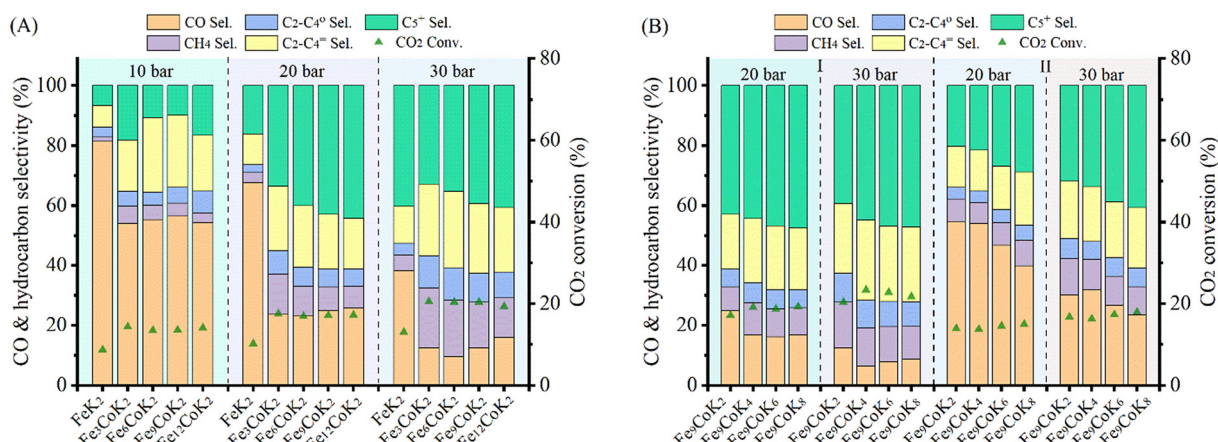 (A)
CO Sel.
C₂-C₄º Sel.
C₅⁺ Sel.
CH₄ Sel.
C₂-C₄⁼ Sel.
CO₂ Conv.
10 bar
20 bar
30 bar
CO & hydrocarbon selectivity (%)
100
80
60
40
20
0
CO₂ conversion (%)
80
60
40
20
0
FeK₂
Fe₃CoK₂
Fe₆CoK₂
Fe₉CoK₂
Fe₁₂CoK₂
FeK₂
Fe₃CoK₂
Fe₆CoK₂
Fe₉CoK₂
Fe₁₂CoK₂
FeK₂
Fe₃CoK₂
Fe₆CoK₂
Fe₉CoK₂
Fe₁₂CoK₂
(B)
CO Sel.
C₂-C₄º Sel.
C₅⁺ Sel.
CH₄ Sel.
C₂-C₄⁼ Sel.
CO₂ Conv.
I
II
20 bar
30 bar
20 bar
30 bar
CO & hydrocarbon selectivity (%)
100
80
60
40
20
0
CO₂ conversion (%)
80
60
40
20
0
Fe₉CoK₂
Fe₉CoK₄
Fe₉CoK₆
Fe₉CoK₈
Fe₉CoK₂
Fe₉CoK₄
Fe₉CoK₆
Fe₉CoK₈
Fe₉CoK₂
Fe₉CoK₄
Fe₉CoK₆
Fe₉CoK₈
Fe₉CoK₂
Fe₉CoK₄
Fe₉CoK₆
Fe₉CoK₈